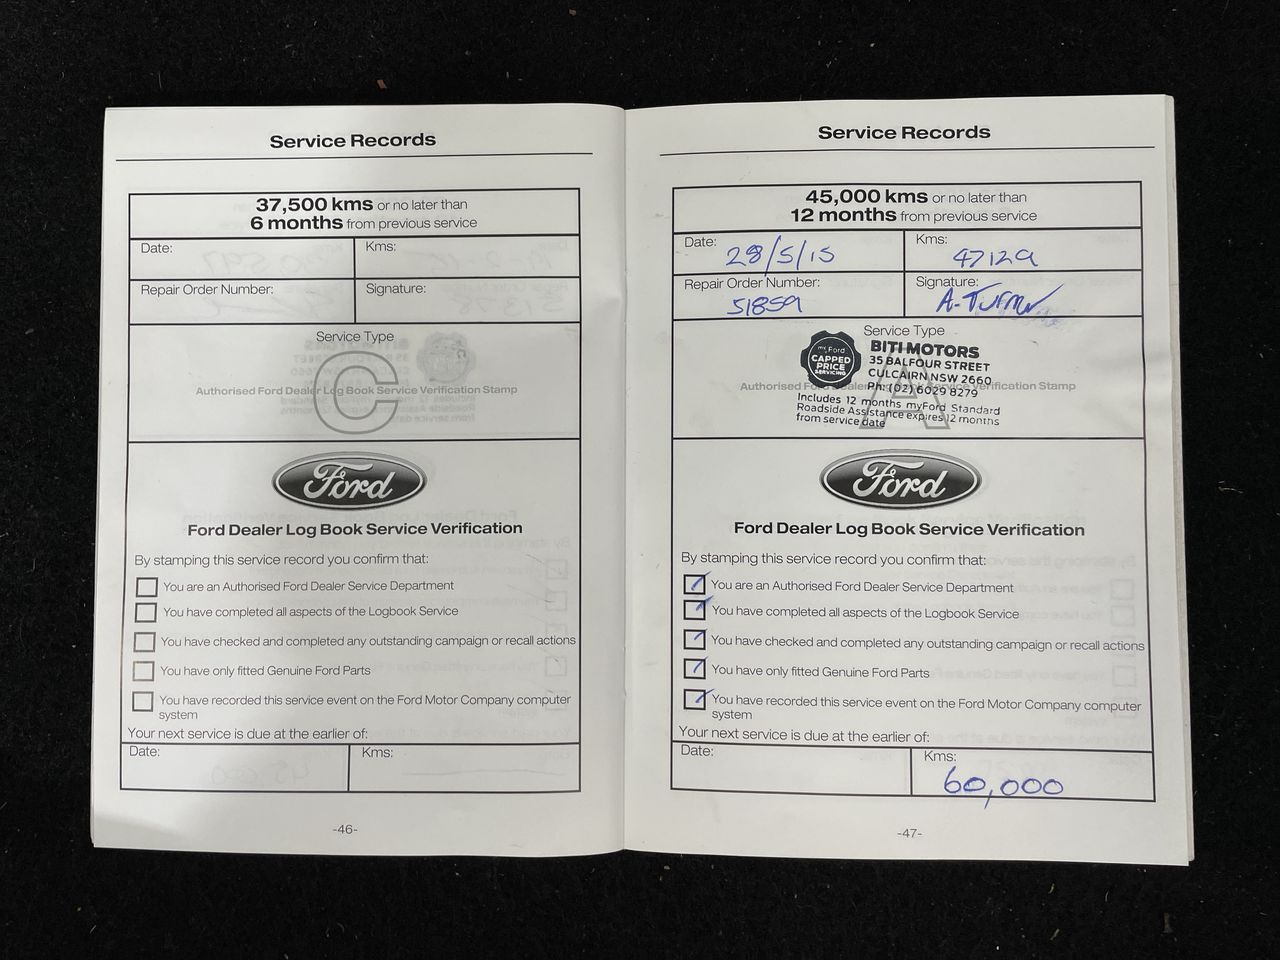 Service Records
37,500 kms or no later than
6 months from previous service
Date:
Kms:
Repair Order Number:
Signature:
Service Type
C
Authorised Ford Dealer Log Book Service Verification Stamp
Ford
Ford Dealer Log Book Service Verification
By stamping this service record you confirm that:
You are an Authorised Ford Dealer Service Department
You have completed all aspects of the Logbook Service
You have checked and completed any outstanding campaign or recall actions
You have only fitted Genuine Ford Parts
You have recorded this service event on the Ford Motor Company computer
system
Your next service is due at the earlier of:
Date:
Kms:
-46-
Service Records
45,000 kms or no later than
12 months from previous service
Date: 28/5/15
Kms: 47129
Repair Order Number: 51859
Signature: A-Turner
Service Type
A
my Ford
CAPPED
PRICE
SERVICING
BITI MOTORS
35 BALFOUR STREET
CULCAIRN NSW 2660
Authorised Ford Dealer Log Book Service Verification Stamp
Ph: (02) 6029 8279
Includes 12 months myFord Standard
Roadside Assistance expires 12 months
from service date
Ford
Ford Dealer Log Book Service Verification
By stamping this service record you confirm that:
You are an Authorised Ford Dealer Service Department
You have completed all aspects of the Logbook Service
You have checked and completed any outstanding campaign or recall actions
You have only fitted Genuine Ford Parts
You have recorded this service event on the Ford Motor Company computer
system
Your next service is due at the earlier of:
Date:
Kms: 60,000
-47-